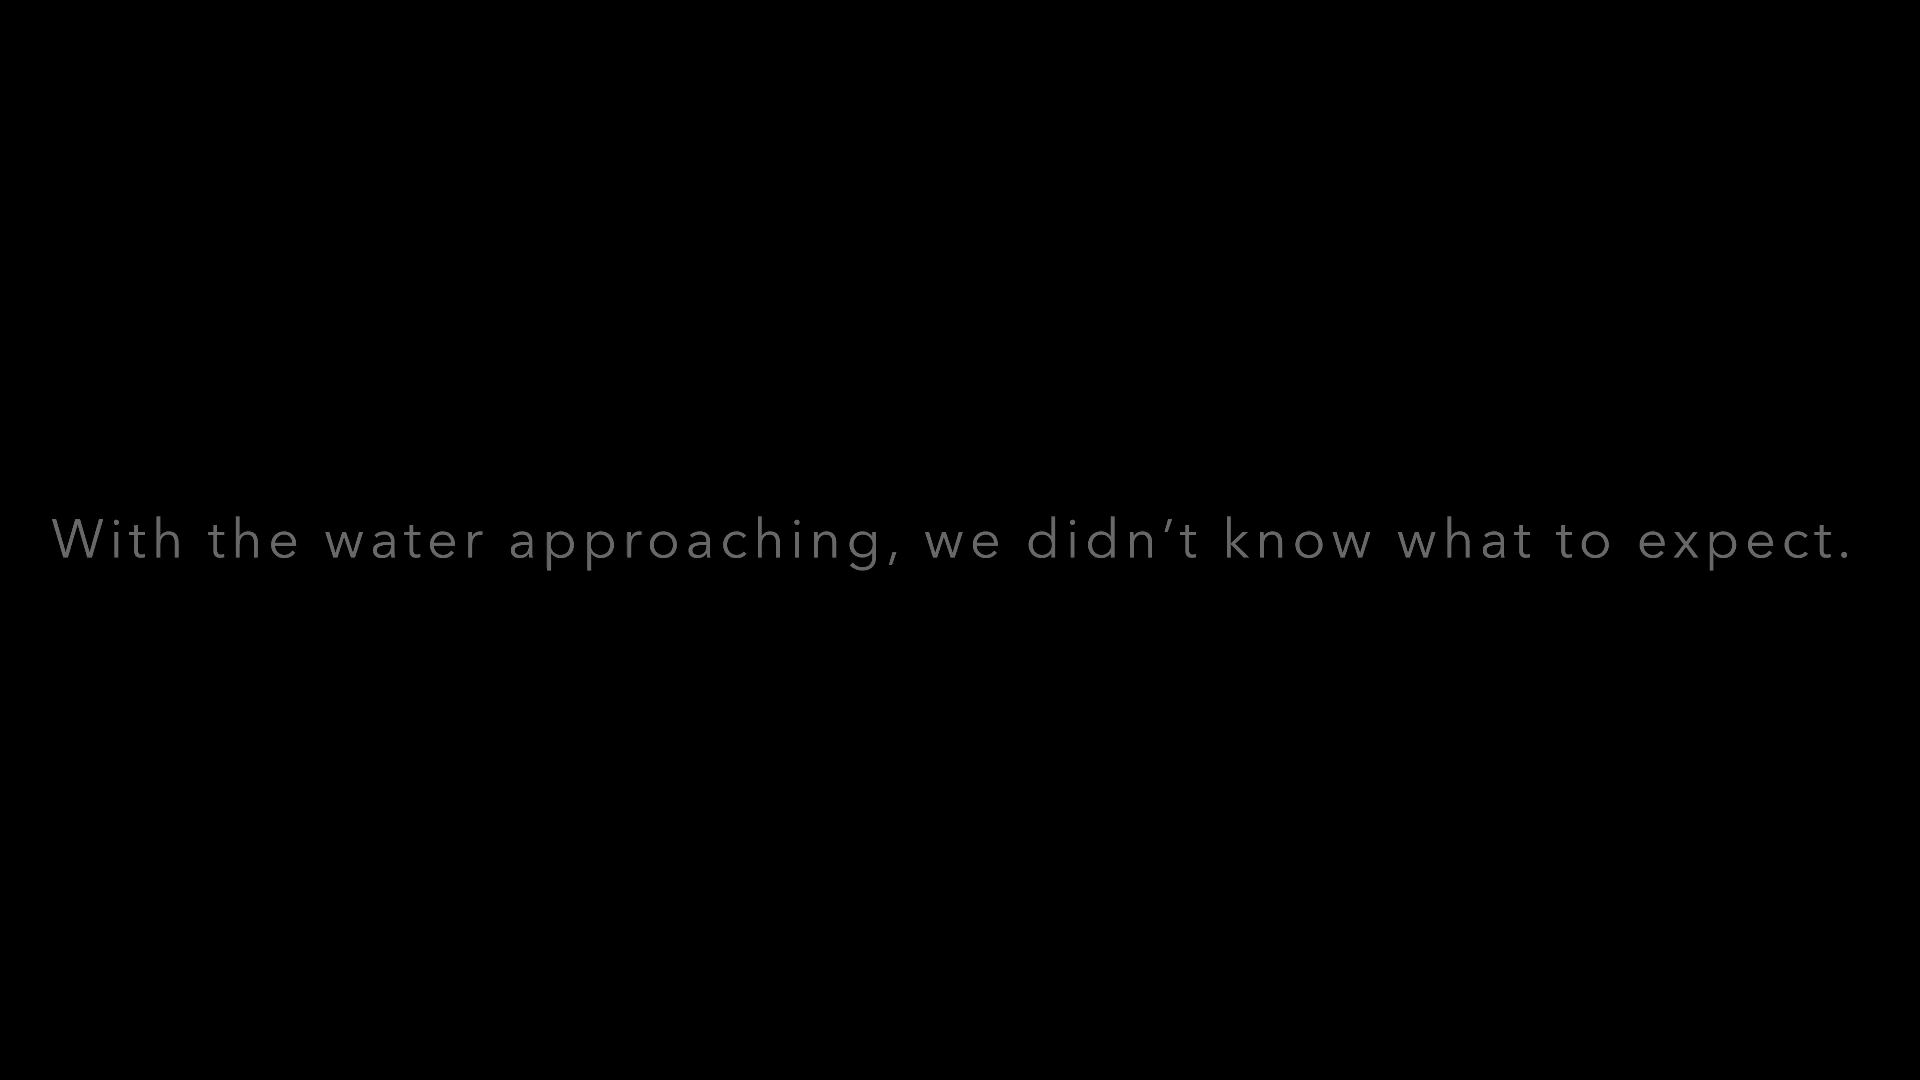 With the water approaching, we didn’t know what to expect.